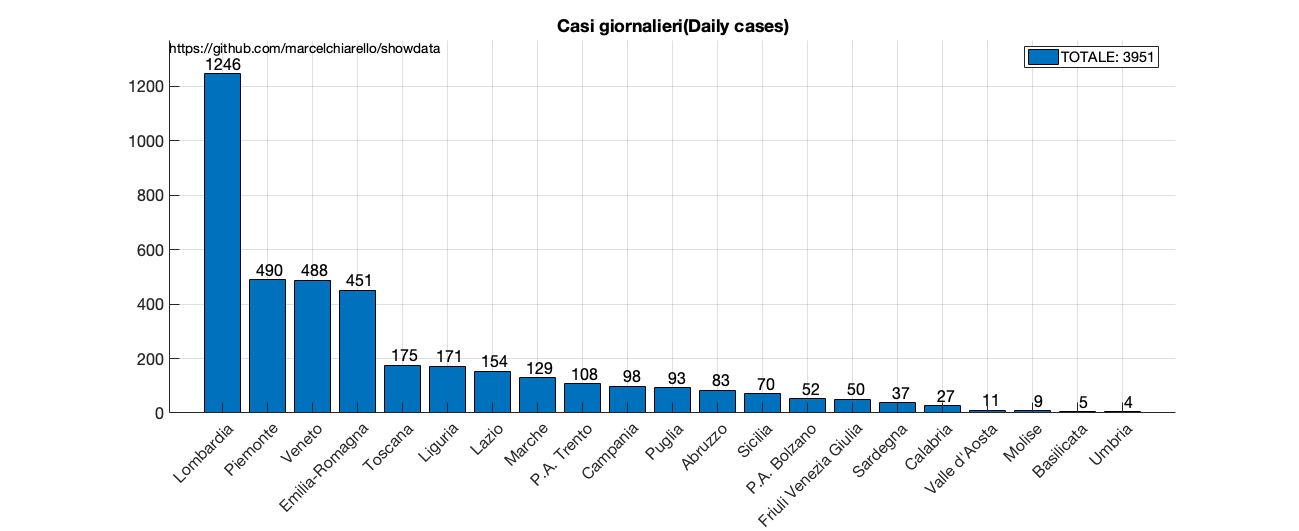 Casi giornalieri(Daily cases)
https://github.com/marcelchiarello/showdata
TOTALE: 3951
1246
490
488
451
175
171
154
129
108
98
93
83
70
52
50
37
27
11
9
5
4
1200
1000
800
600
400
200
0
Lombardia
Piemonte
Veneto
Emilia-Romagna
Toscana
Liguria
Lazio
Marche
P.A. Trento
Campania
Puglia
Abruzzo
Sicilia
P.A. Bolzano
Friuli Venezia Giulia
Sardegna
Calabria
Valle d'Aosta
Molise
Basilicata
Umbria